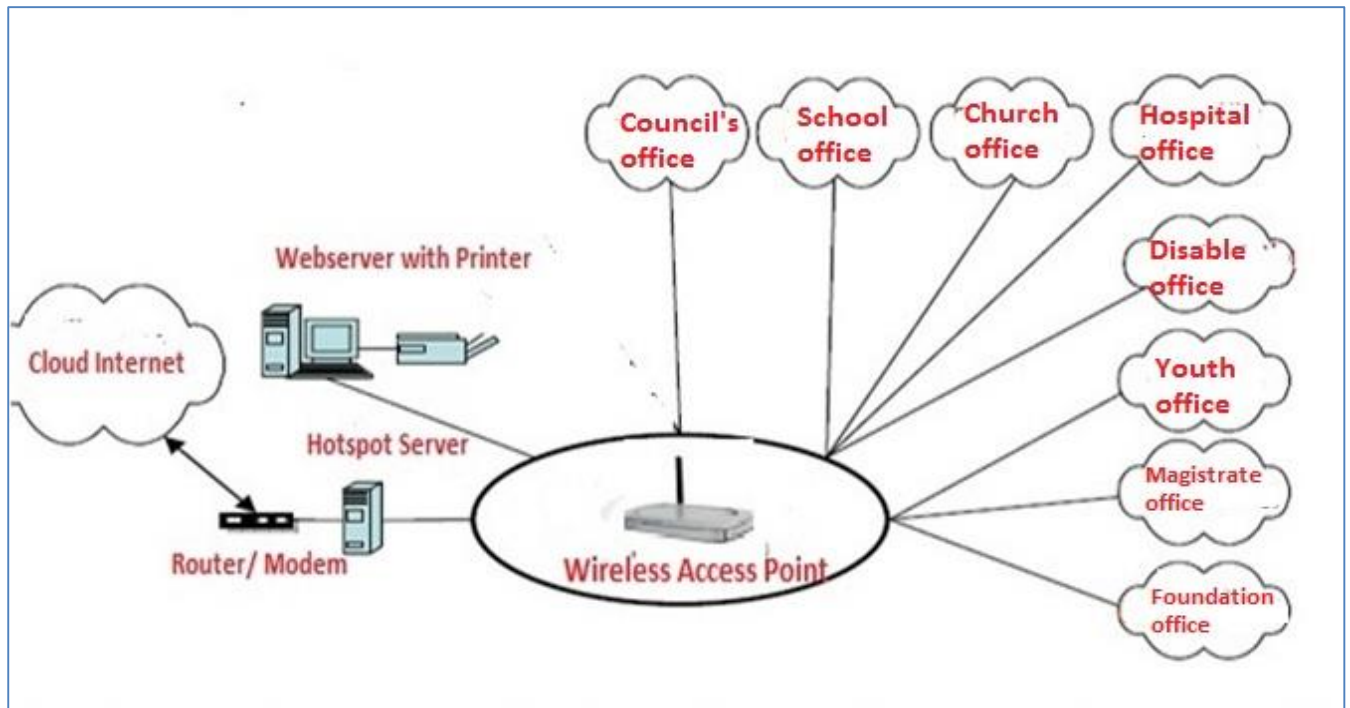 Council's
office
School
office
Church
office
Hospital
office
Disable
office
Youth
office
Magistrate
office
Foundation
office
Webserver with Printer
Cloud Internet
Hotspot Server
Router/ Modem
Wireless Access Point